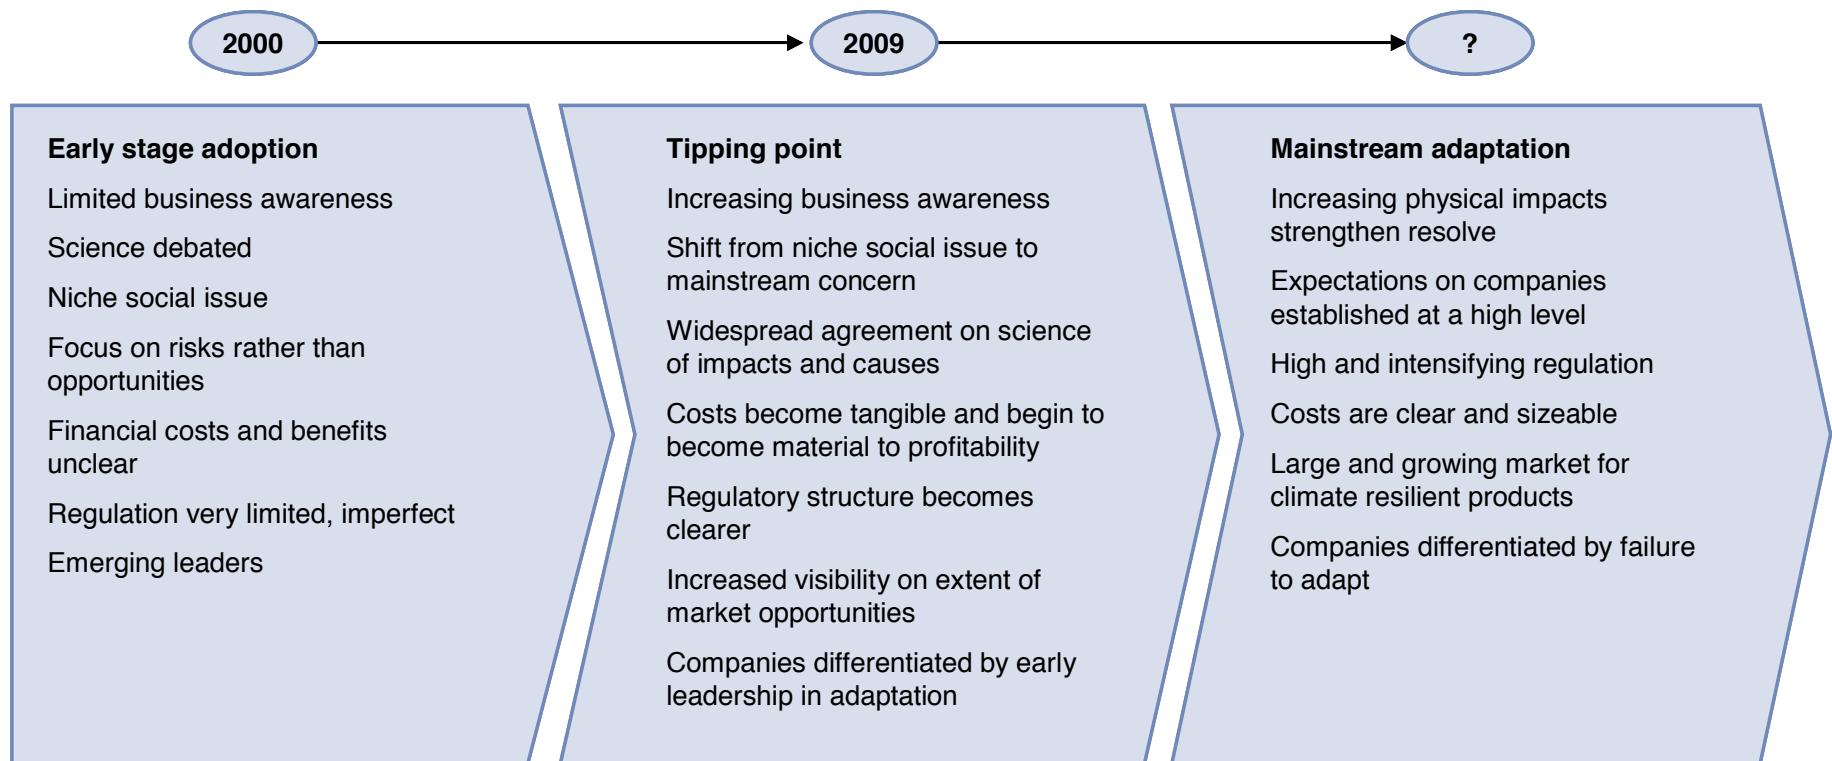 2000
2009
?
Early stage adoption
Limited business awareness
Science debated
Niche social issue
Focus on risks rather than
opportunities
Financial costs and benefits
unclear
Regulation very limited, imperfect
Emerging leaders
Tipping point
Increasing business awareness
Shift from niche social issue to
mainstream concern
Widespread agreement on science
of impacts and causes
Costs become tangible and begin to
become material to profitability
Regulatory structure becomes
clearer
Increased visibility on extent of
market opportunities
Companies differentiated by early
leadership in adaptation
Mainstream adaptation
Increasing physical impacts
strengthen resolve
Expectations on companies
established at a high level
High and intensifying regulation
Costs are clear and sizeable
Large and growing market for
climate resilient products
Companies differentiated by failure
to adapt